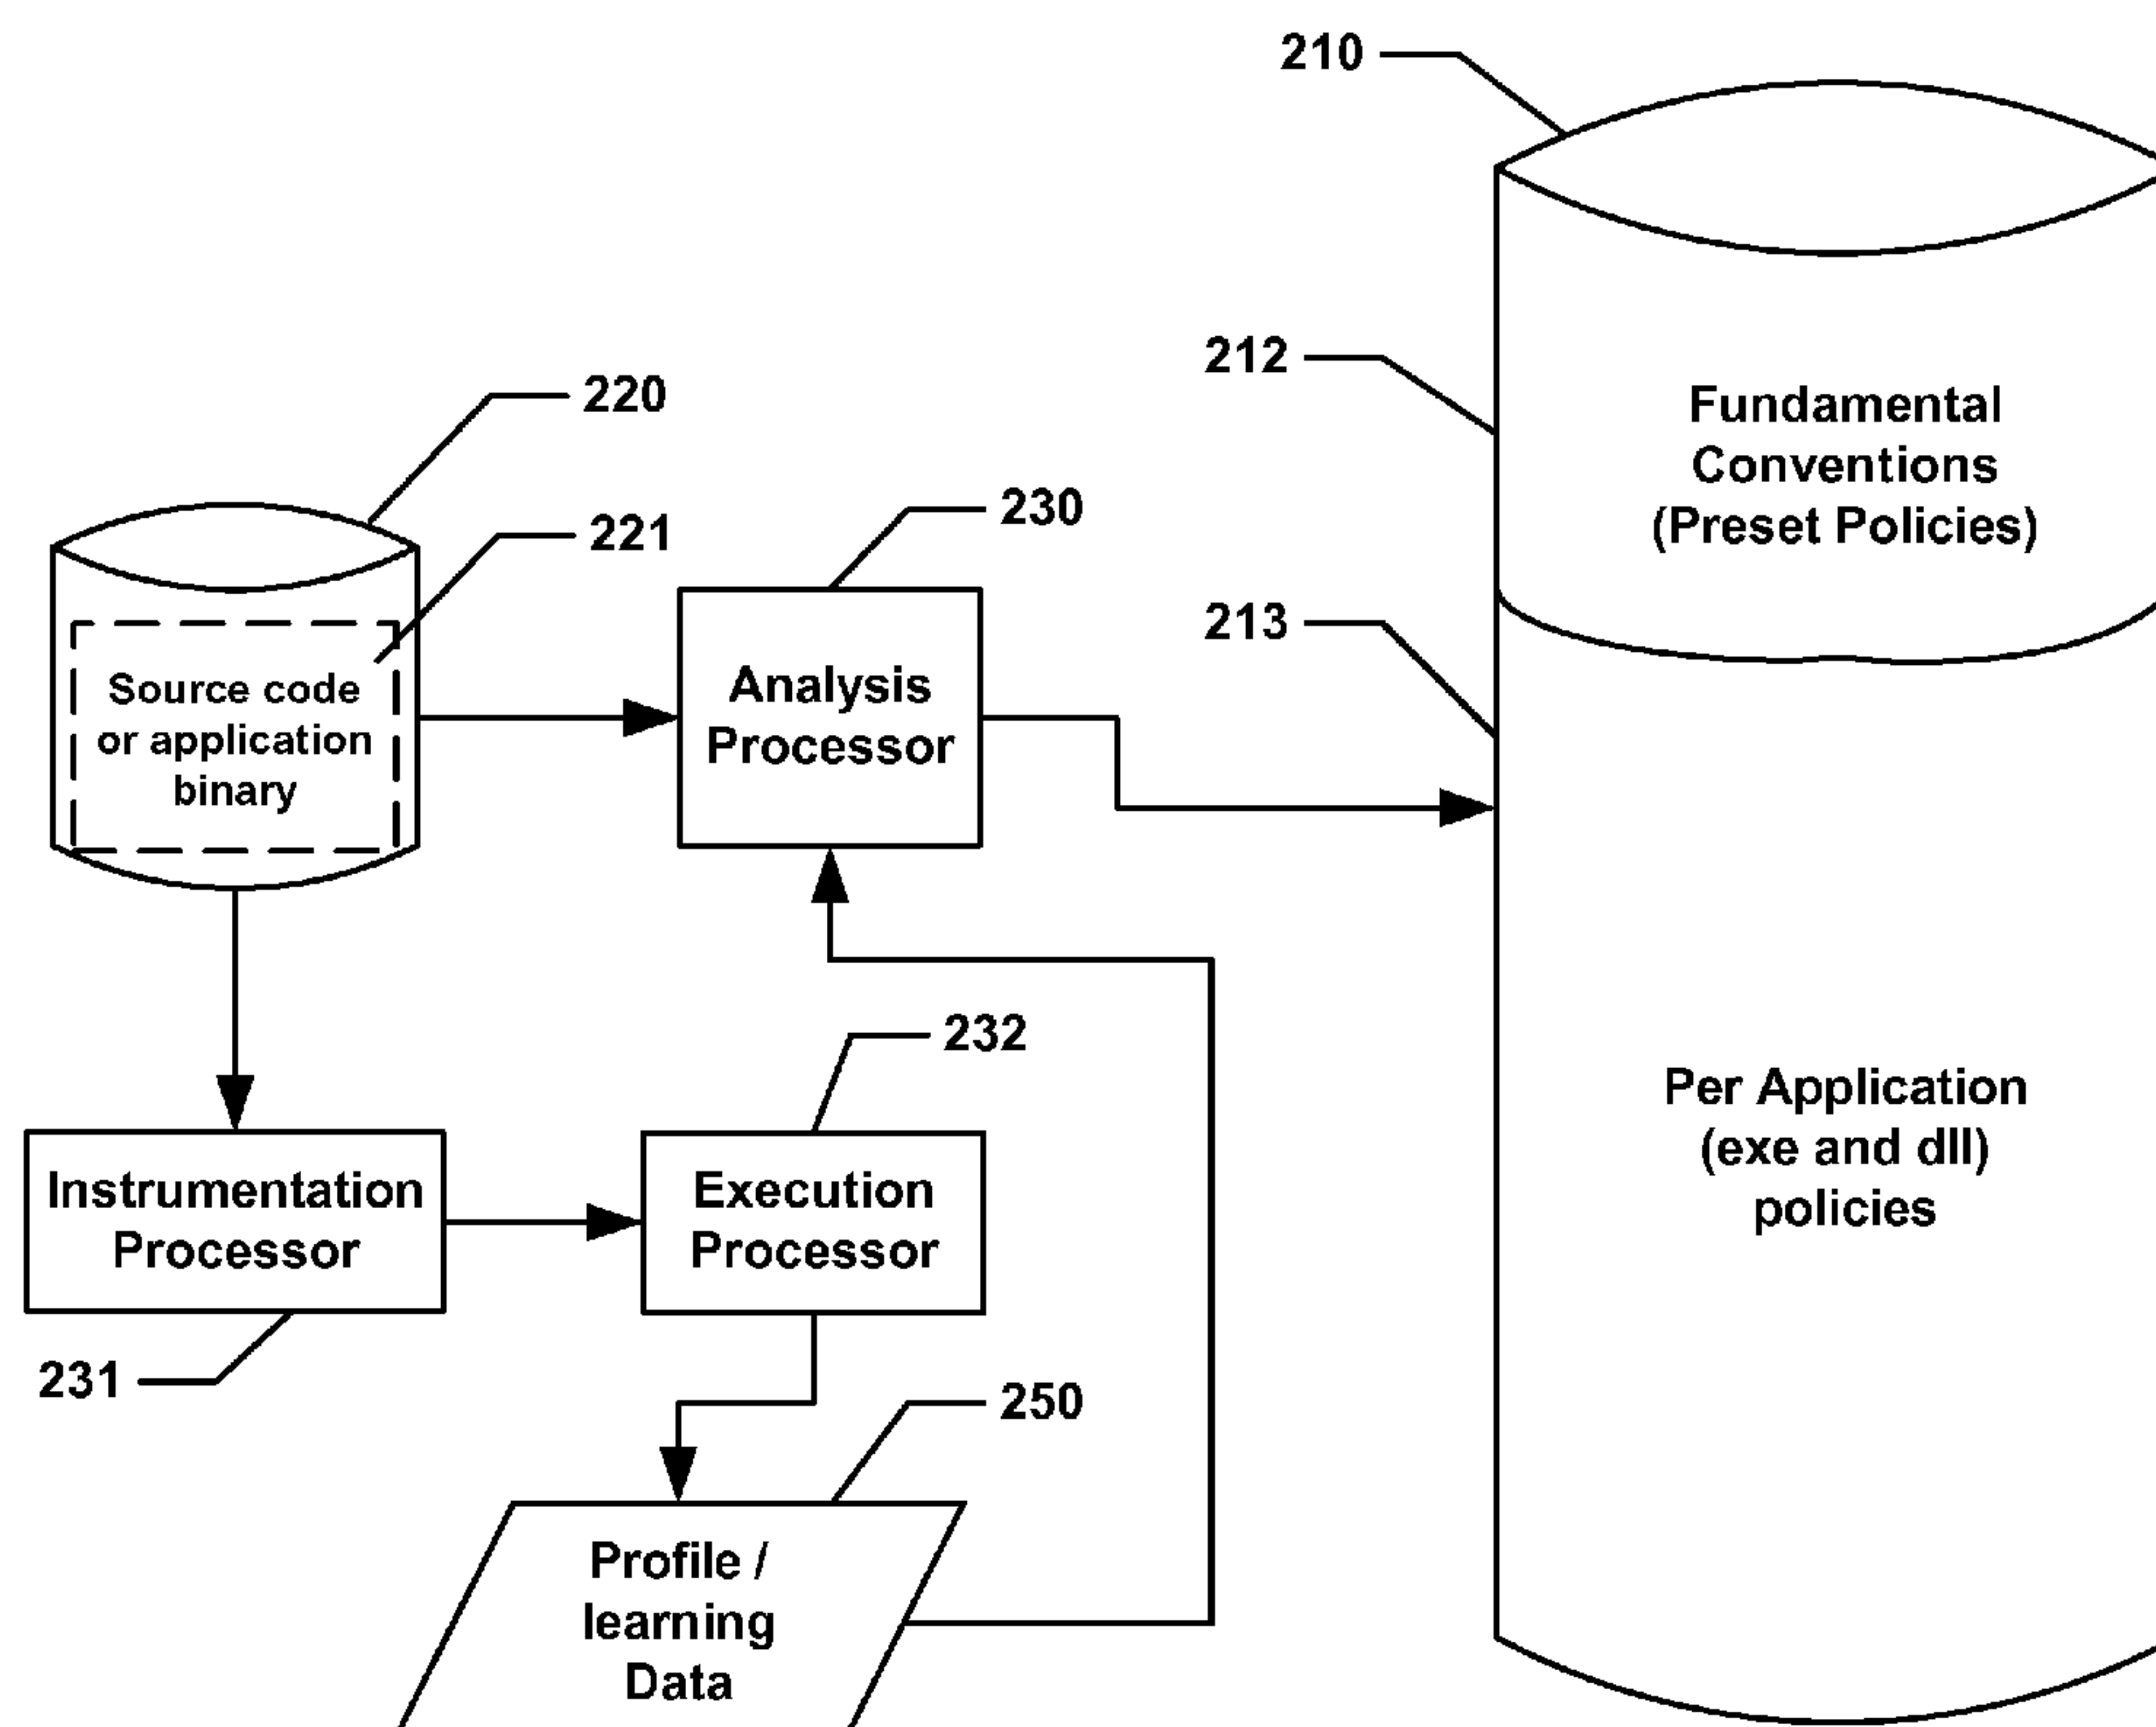 210
212
Fundamental
Conventions
(Preset Policies)
220
221
230
213
Source code
or application
binary
Analysis
Processor
232
Per Application
(exe and dll)
policies
Instrumentation
Processor
Execution
Processor
231
250
Profile /
learning
Data